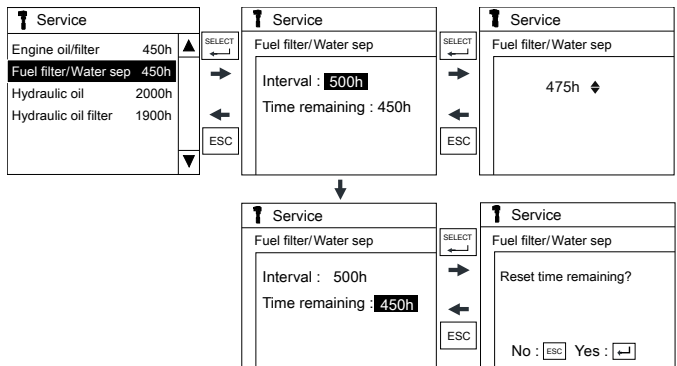 Service
Engine oil/filter 450h
Fuel filter/Water sep 450h
Hydraulic oil 2000h
Hydraulic oil filter 1900h
SELECT
ESC
Service
Fuel filter/Water sep
Interval : 500h
Time remaining : 450h
SELECT
ESC
Service
Fuel filter/Water sep
475h
Service
Fuel filter/Water sep
Interval : 500h
Time remaining : 450h
SELECT
ESC
Service
Fuel filter/Water sep
Reset time remaining?
No : ESC Yes :